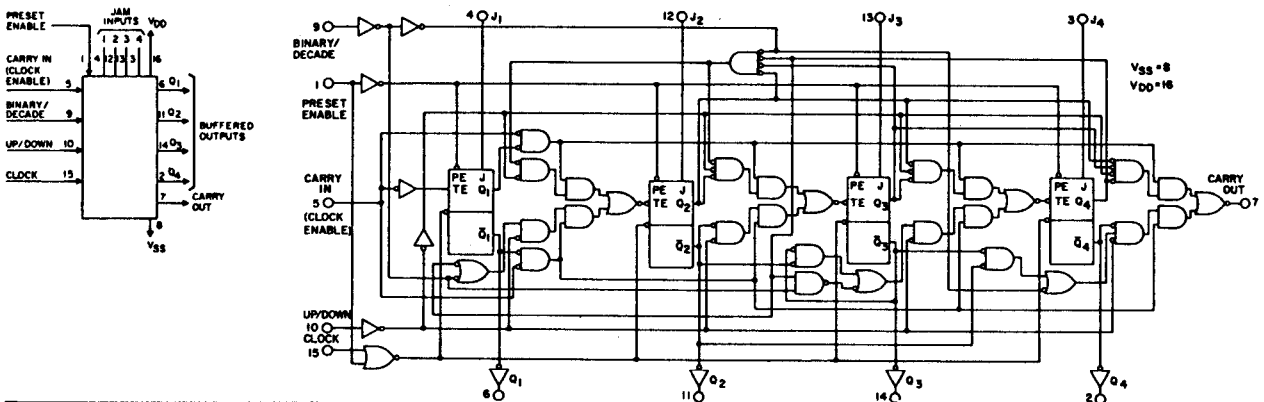 PRESET
ENABLE
JAM
INPUTS
VDD
1 2 3 4
1 4 12 13 3 16
CARRY IN
(CLOCK
ENABLE)
5
BINARY/
DECADE
9
UP/DOWN
10
CLOCK
15
6 Q1
11 Q2
14 Q3
2 Q4
BUFFERED
OUTPUTS
7
CARRY
OUT
8
VSS
9
BINARY/
DECADE
1
PRESET
ENABLE
CARRY
IN
5
(CLOCK
ENABLE)
UP/DOWN
10
CLOCK
15
4 J1
12 J2
13 J3
3 J4
VSS = 8
VDD = 16
PE J
TE Q1
Q̅1
PE J
TE Q2
Q̅2
PE J
TE Q3
Q̅3
PE J
TE Q4
Q̅4
CARRY
OUT
7
Q1
6
Q2
11
Q3
14
Q4
2